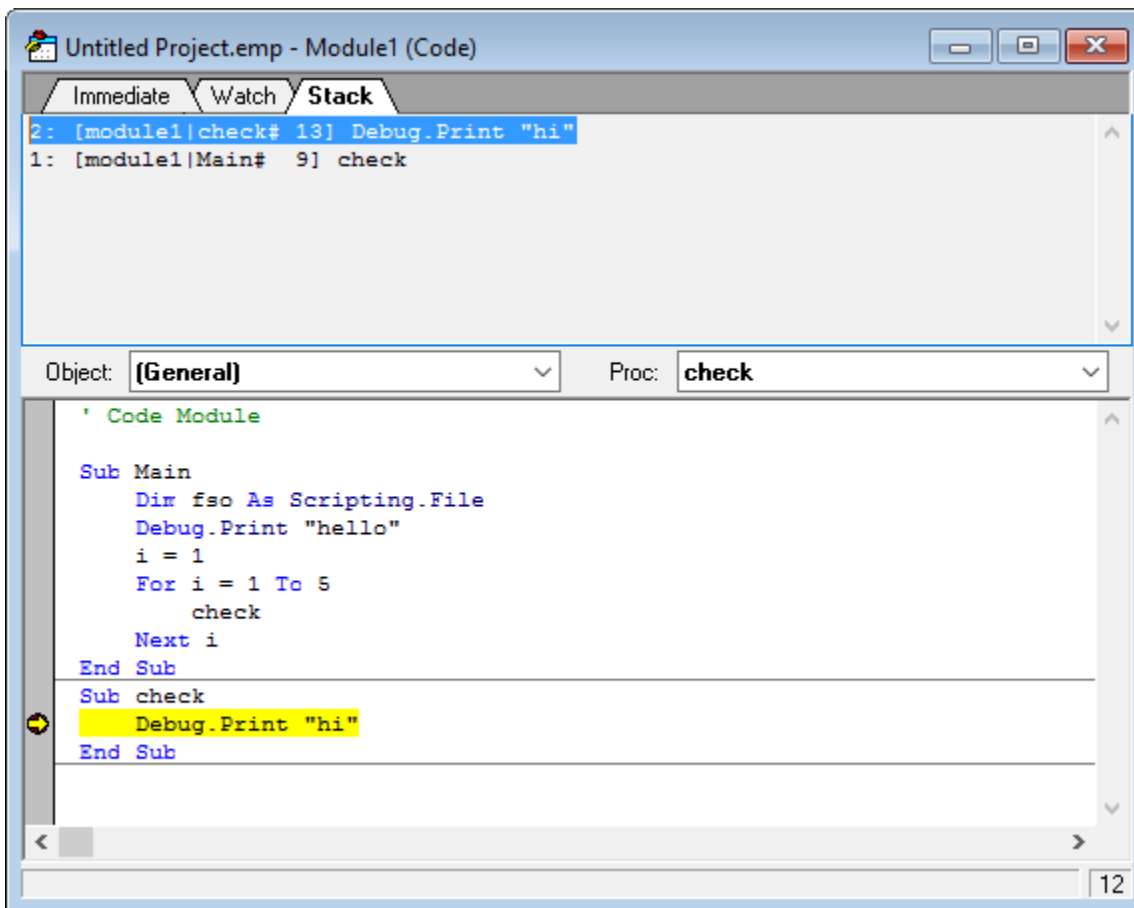 Untitled Project.emp - Module1 (Code)
Immediate Watch Stack
2: [module1|check# 13] Debug.Print "hi"
1: [module1|Main#  9] check
Object: (General) Proc: check
' Code Module
Sub Main
    Dim fso As Scripting.File
    Debug.Print "hello"
    i = 1
    For i = 1 To 5
        check
    Next i
End Sub
Sub check
    Debug.Print "hi"
End Sub
12